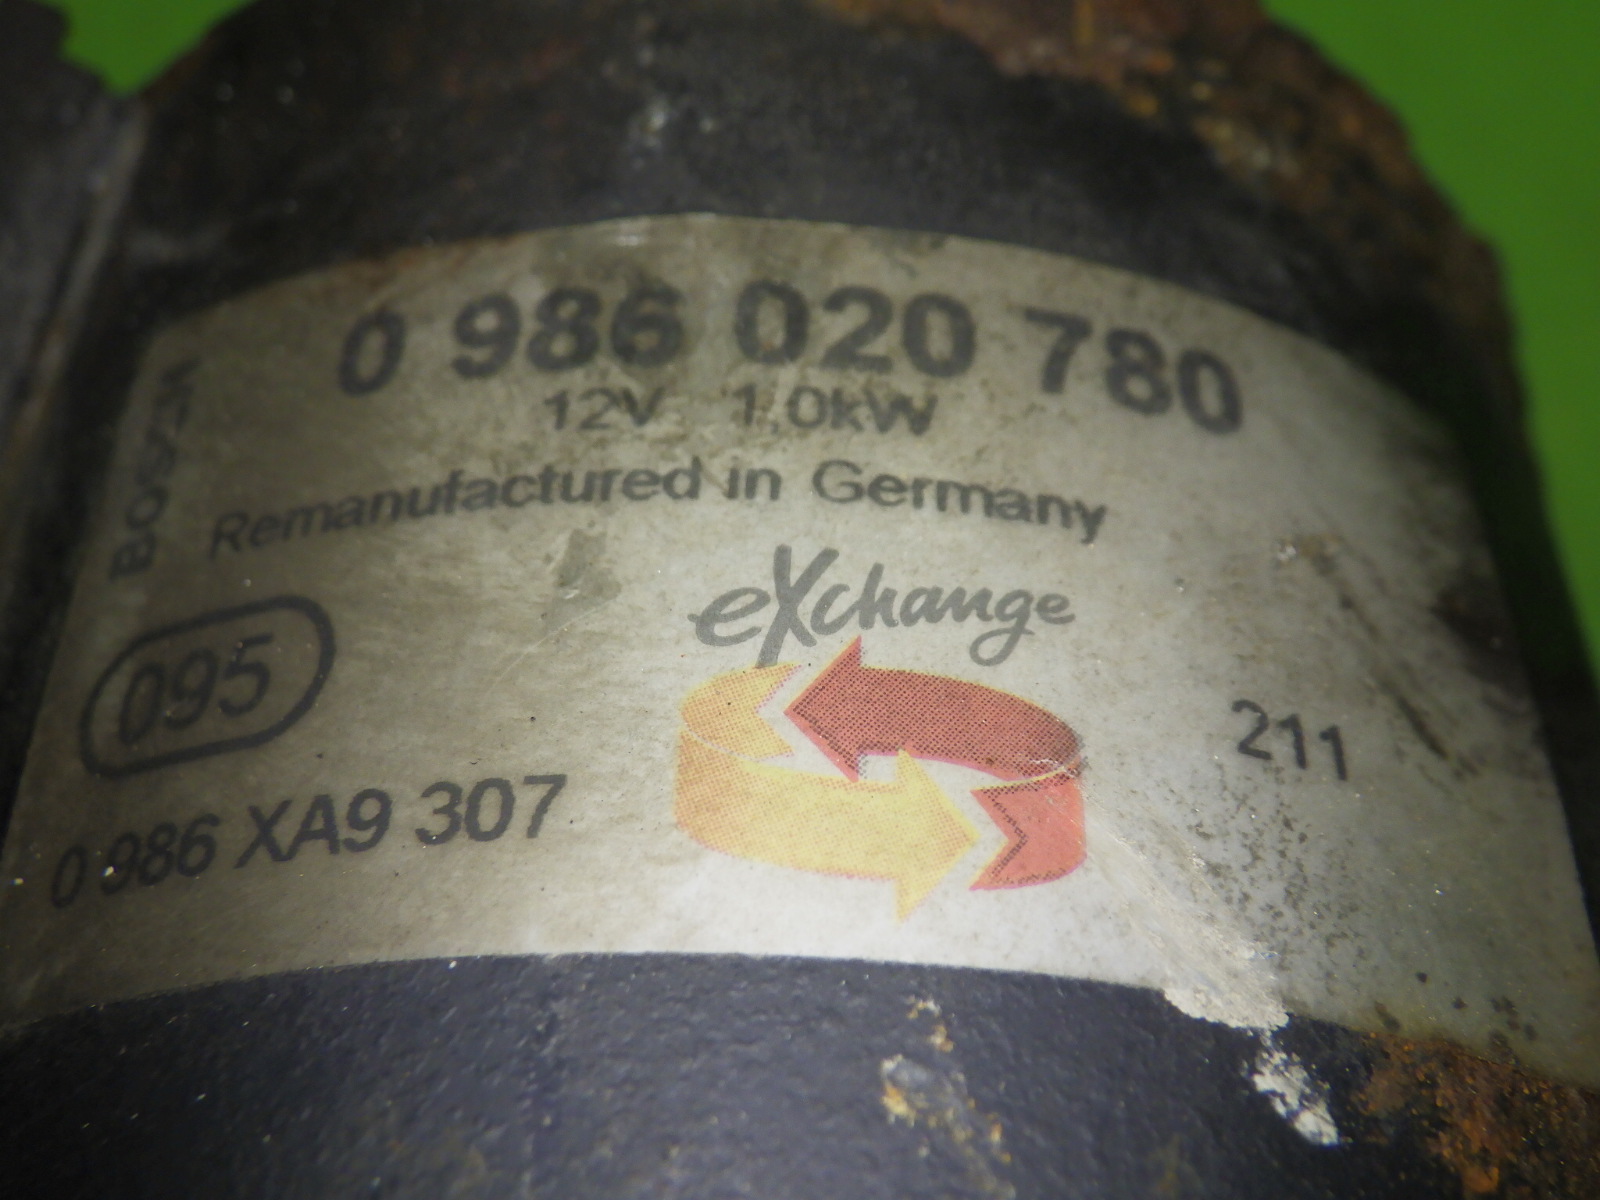 BOSCH
0 986 020 780
12V 1,0kW
Remanufactured in Germany
eXchange
095
211
0 986 XA9 307